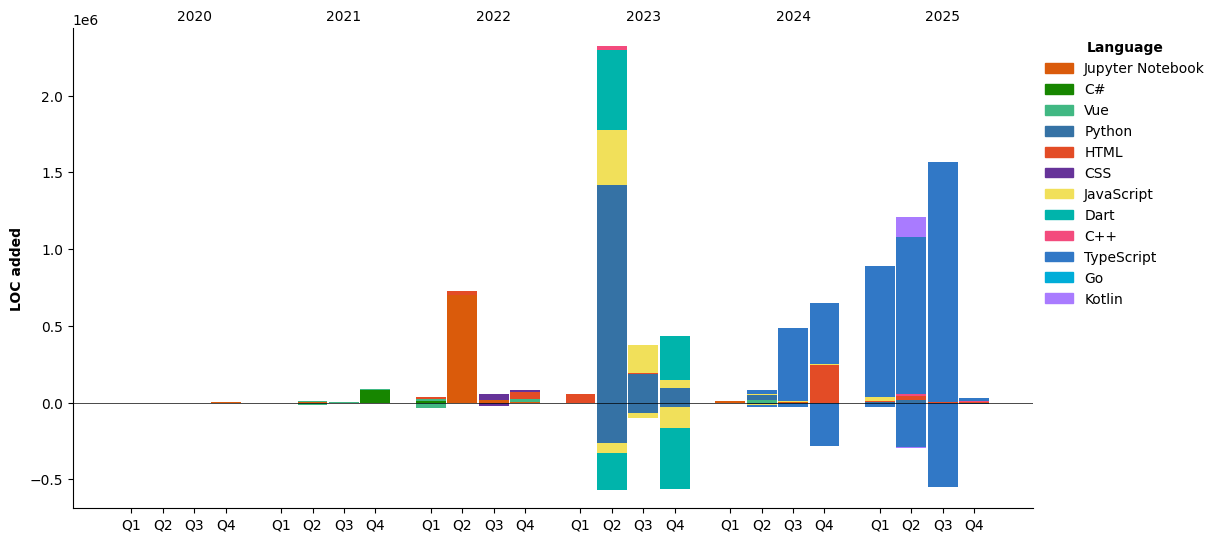 1e6
2020 2021 2022 2023 2024 2025
LOC added
2.0
1.5
1.0
0.5
0.0
−0.5
Q1 Q2 Q3 Q4 Q1 Q2 Q3 Q4 Q1 Q2 Q3 Q4 Q1 Q2 Q3 Q4 Q1 Q2 Q3 Q4 Q1 Q2 Q3 Q4
Language
Jupyter Notebook
C#
Vue
Python
HTML
CSS
JavaScript
Dart
C++
TypeScript
Go
Kotlin